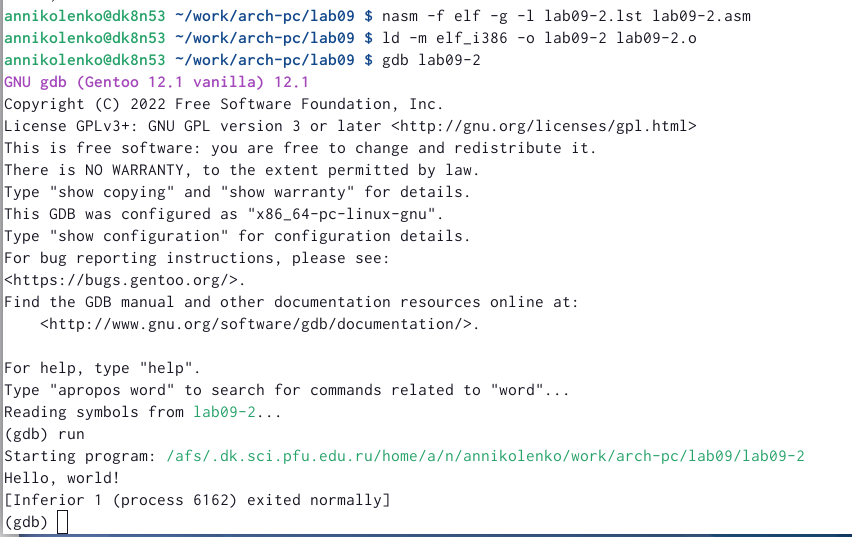 annikolenko@dk8n53 ~/work/arch-pc/lab09 $ nasm -f elf -g -l lab09-2.lst lab09-2.asm
annikolenko@dk8n53 ~/work/arch-pc/lab09 $ ld -m elf_i386 -o lab09-2 lab09-2.o
annikolenko@dk8n53 ~/work/arch-pc/lab09 $ gdb lab09-2
GNU gdb (Gentoo 12.1 vanilla) 12.1
Copyright (C) 2022 Free Software Foundation, Inc.
License GPLv3+: GNU GPL version 3 or later <http://gnu.org/licenses/gpl.html>
This is free software: you are free to change and redistribute it.
There is NO WARRANTY, to the extent permitted by law.
Type "show copying" and "show warranty" for details.
This GDB was configured as "x86_64-pc-linux-gnu".
Type "show configuration" for configuration details.
For bug reporting instructions, please see:
<https://bugs.gentoo.org/>.
Find the GDB manual and other documentation resources online at:
    <http://www.gnu.org/software/gdb/documentation/>.

For help, type "help".
Type "apropos word" to search for commands related to "word"...
Reading symbols from lab09-2...
(gdb) run
Starting program: /afs/.dk.sci.pfu.edu.ru/home/a/n/annikolenko/work/arch-pc/lab09/lab09-2
Hello, world!
[Inferior 1 (process 6162) exited normally]
(gdb)